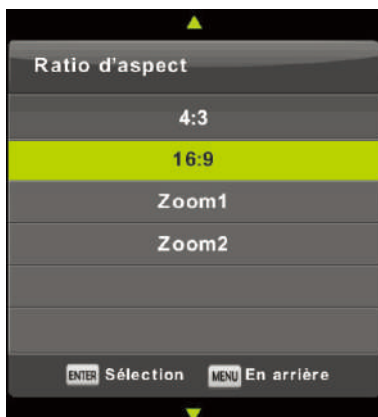 Ratio d'aspect
4:3
16:9
Zoom1
Zoom2
ENTER Sélection MENU En arrière